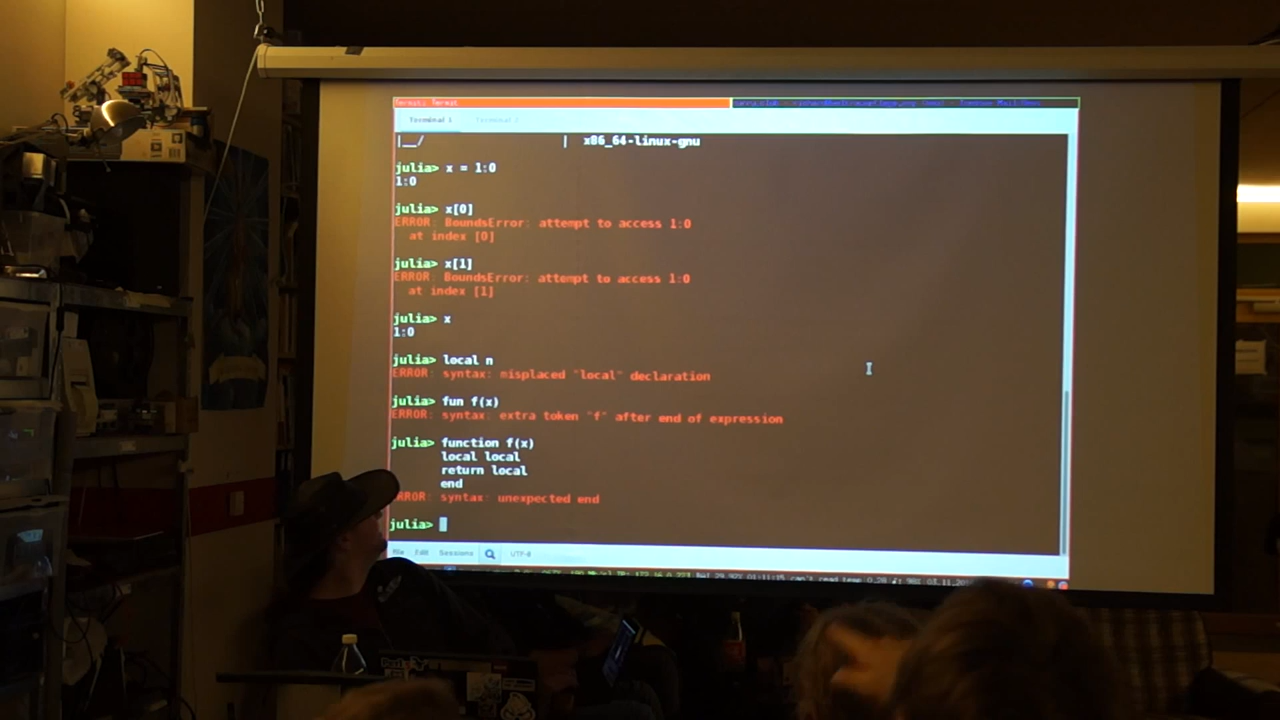 Terminal 1
Terminal 2
|__/ | x86_64-linux-gnu
julia> x = 1:0
1:0
julia> x[0]
ERROR: BoundsError: attempt to access 1:0
at index [0]
julia> x[1]
ERROR: BoundsError: attempt to access 1:0
at index [1]
julia> x
1:0
julia> local n
ERROR: syntax: misplaced "local" declaration
julia> fun f(x)
ERROR: syntax: extra token "f" after end of expression
julia> function f(x)
local local
return local
end
RROR: syntax: unexpected end
julia>
File Edit Sessions UTF-8